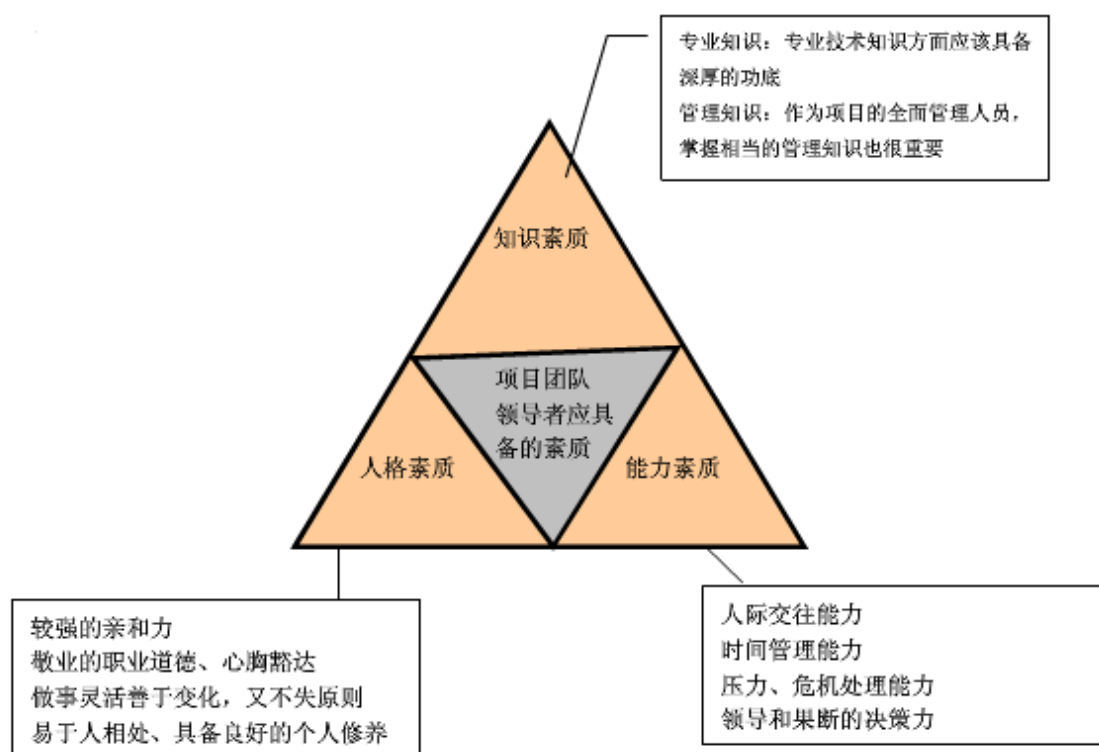 专业知识：专业技术知识方面应该具备
深厚的功底
管理知识：作为项目的全面管理人员，
掌握相当的管理知识也很重要
知识素质
项目团队
领导者应具
备的素质
人格素质
能力素质
较强的亲和力
敬业的职业道德、心胸豁达
做事灵活善于变化，又不失原则
易于人相处、具备良好的个人修养
人际交往能力
时间管理能力
压力、危机处理能力
领导和果断的决策力